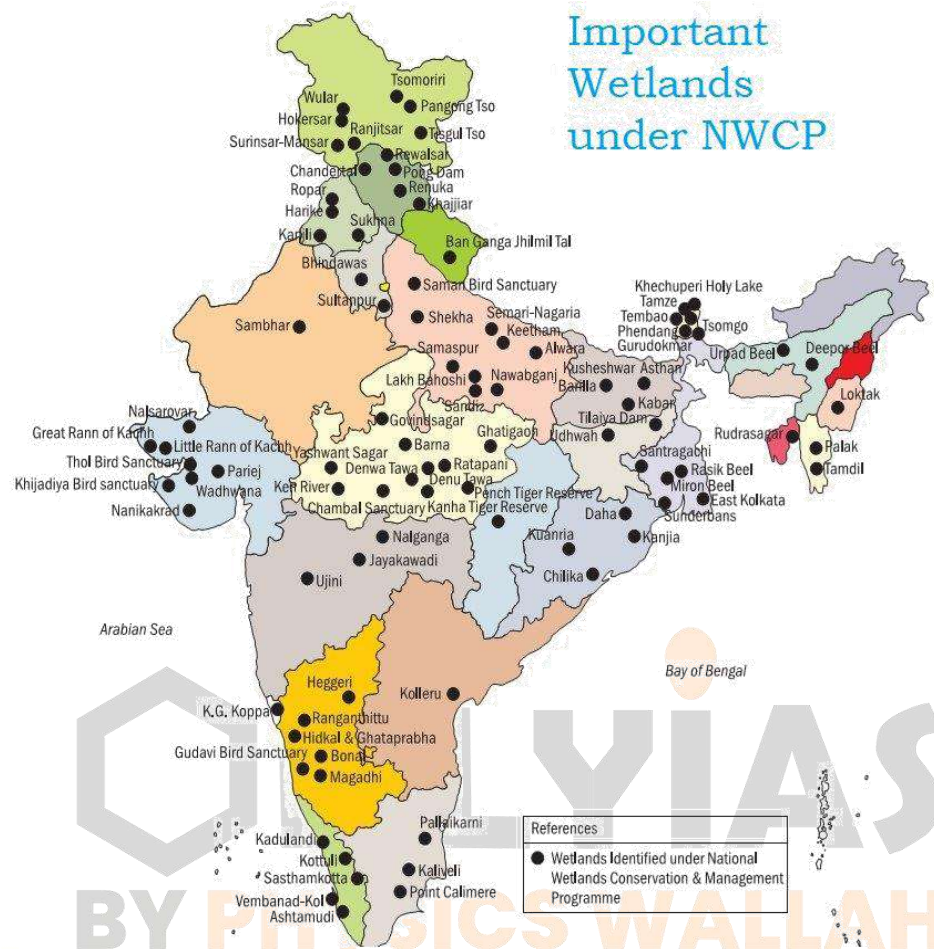 Important
Wetlands
under NWCP
Tsomoriri
Wular
Pangong Tso
Hokersar
Ranjitsar
Tisgul Tso
Surinsar-Mansar
Rewalsar
Chandertal
Pong Dam
Renuka
Ropar
Khajjiar
Harike
Sukhna
Kanjli
Ban Ganga Jhilmil Tal
Bhindawas
Saman Bird Sanctuary
Khechuperi Holy Lake
Sultanpur
Tamze
Tembao
Semari-Nagaria
Sambhar
Shekha
Keetham
Phendang
Tsomgo
Gurudokmar
Samaspur
Alwara
Urpad Beel
Deepor Beel
Kusheshwar Asthan
Lakh Bahoshi
Nawabganj
Barilla
Loktak
Sandiz
Kabar
Nalsarovar
Govindsagar
Tilaiya Dam
Great Rann of Kachh
Little Rann of Kachh
Barna
Ghatigaon
Udhwah
Rudrasagar
Palak
Yashwant Sagar
Santragachi
Thol Bird Sanctuary
Pariej
Denwa Tawa
Ratapani
Rasik Beel
Tamdil
Khijadiya Bird sanctuary
Wadhwana
Ken River
Denu Tawa
Miron Beel
Pench Tiger Reserve
East Kolkata
Nanikakrad
Chambal Sanctuary
Kanha Tiger Reserve
Daha
Sunderbans
Nalganga
Kuanria
Kanjia
Jayakawadi
Ujini
Chilika
Arabian Sea
Bay of Bengal
Heggeri
Kolleru
K.G. Koppa
Ranganthittu
Hidkal & Ghataprabha
Gudavi Bird Sanctuary
Bonal
Magadhi
Pallaikarni
Kadulandi
Kottuli
Kaliveli
Sasthamkotta
Point Calimere
Vembanad-Kol
Ashtamudi
References
Wetlands Identified under National
Wetlands Conservation & Management
Programme
ONLYIAS
BY PHYSICS WALLAH